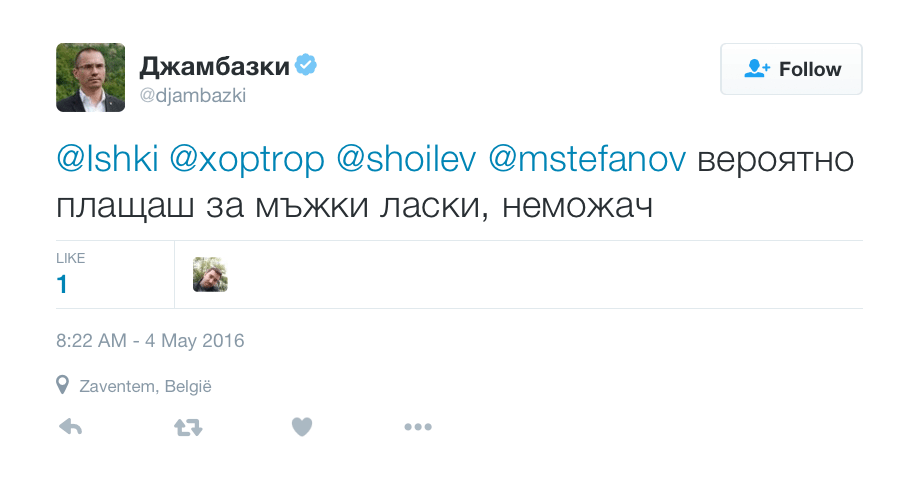 Джамбазки
@djambazki
Follow
@lshki @xoptrop @shoilev @mstefanov вероятно
плащаш за мъжки ласки, неможач
LIKE
1
8:22 AM - 4 May 2016
Zaventem, België